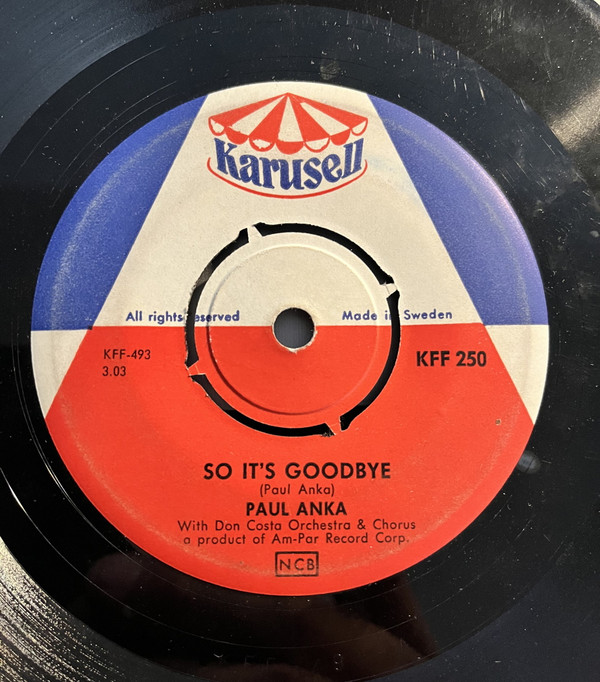 Karusell
All rights reserved Made in Sweden
KFF-493
3.03
KFF 250
SO IT'S GOODBYE
(Paul Anka)
PAUL ANKA
With Don Costa Orchestra & Chorus
a product of Am-Par Record Corp.
NCB